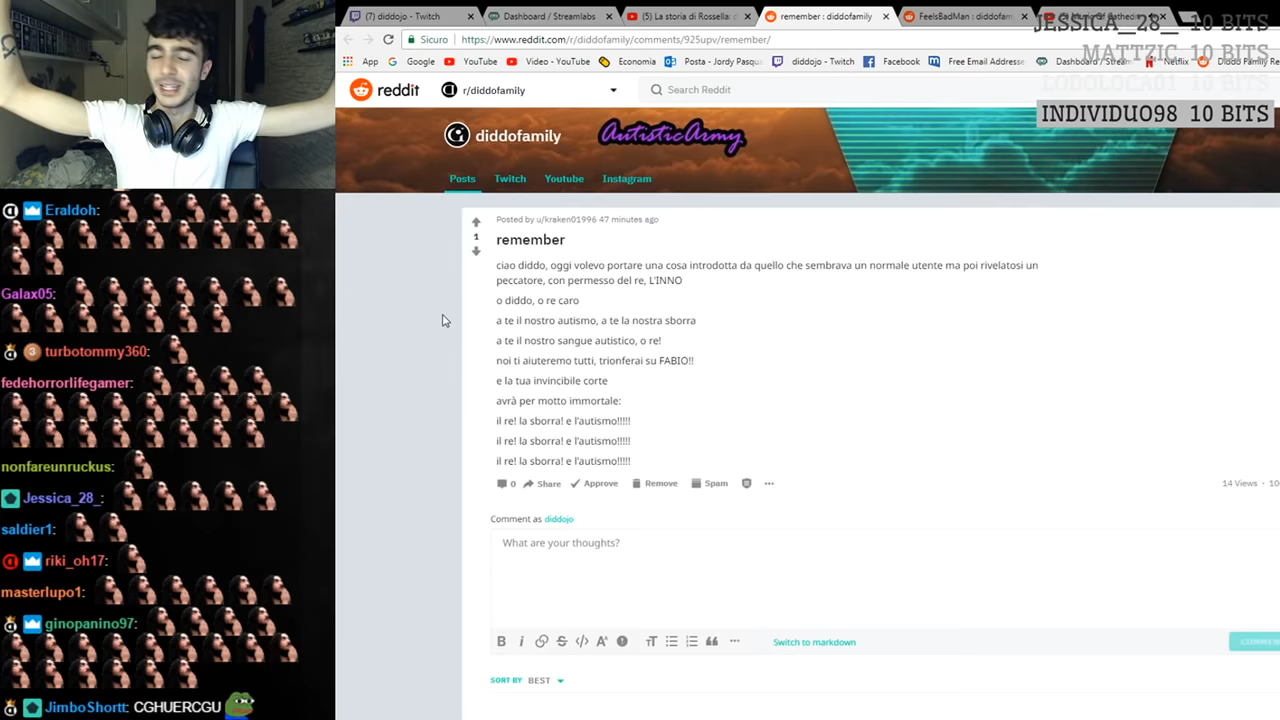 (7) diddojo - Twitch
Dashboard / Streamlabs
(5) La storia di Rossella:
remember : diddofamily
FeelsBadMan : diddofam
JESSICA_28_ 10 BITS
MATTZIC 10 BITS
LODOLOCA01 10 BITS
INDIVIDUO98 10 BITS
Sicuro
https://www.reddit.com/r/diddofamily/comments/925upv/remember/
App
Google
YouTube
Video - YouTube
Economia
Posta - Jordy Pasqua
diddojo - Twitch
Facebook
Free Email Addresse
Dashboard / Stream
Netflix
Diddo Family Re
reddit
r/diddofamily
Search Reddit
diddofamily
AutisticArmy
Posts
Twitch
Youtube
Instagram
Posted by u/kraken01996 47 minutes ago
1
remember
ciao diddo, oggi volevo portare una cosa introdotta da quello che sembrava un normale utente ma poi rivelatosi un
peccatore, con permesso del re, L'INNO
o diddo, o re caro
a te il nostro autismo, a te la nostra sborra
a te il nostro sangue autistico, o re!
noi ti aiuteremo tutti, trionferai su FABIO!!
e la tua invincibile corte
avrà per motto immortale:
il re! la sborra! e l'autismo!!!!!
il re! la sborra! e l'autismo!!!!!
il re! la sborra! e l'autismo!!!!!
0
Share
Approve
Remove
Spam
14 Views
Comment as diddojo
What are your thoughts?
Switch to markdown
SORT BY BEST
Eraldoh:
Galax05:
3 turbotommy360:
fedehorrorlifegamer:
nonfareunruckus:
Jessica_28_:
saldier1:
riki_oh17:
masterlupo1:
ginopanino97:
JimboShortt: CGHUERCGU